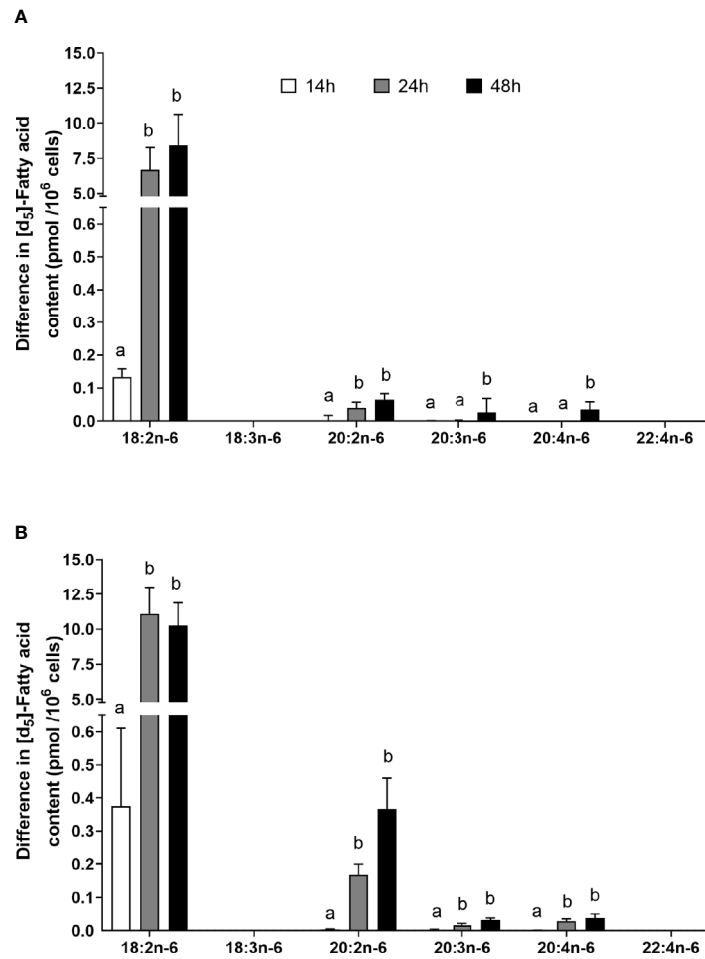 A
Difference in [d5]-Fatty acid
content (pmol /10^6 cells)
15.0
12.5
10.0
7.5
5.0
0.6
0.5
0.4
0.3
0.2
0.1
0.0
14h 24h 48h
a b b
a b b
a a b
a a b
18:2n-6 18:3n-6 20:2n-6 20:3n-6 20:4n-6 22:4n-6
B
Difference in [d5]-Fatty acid
content (pmol /10^6 cells)
15.0
12.5
10.0
7.5
5.0
0.6
0.5
0.4
0.3
0.2
0.1
0.0
a b b
a b b
a b b
a b b
18:2n-6 18:3n-6 20:2n-6 20:3n-6 20:4n-6 22:4n-6